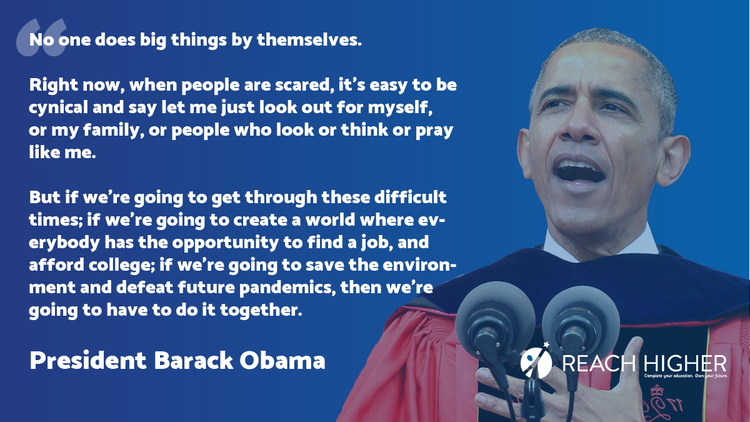 “
No one does big things by themselves.
Right now, when people are scared, it's easy to be
cynical and say let me just look out for myself,
or my family, or people who look or think or pray
like me.
But if we're going to get through these difficult
times; if we're going to create a world where ev-
erybody has the opportunity to find a job, and
afford college; if we're going to save the environ-
ment and defeat future pandemics, then we're
going to have to do it together.
President Barack Obama
REACH HIGHER
Complete your education. Own your future.